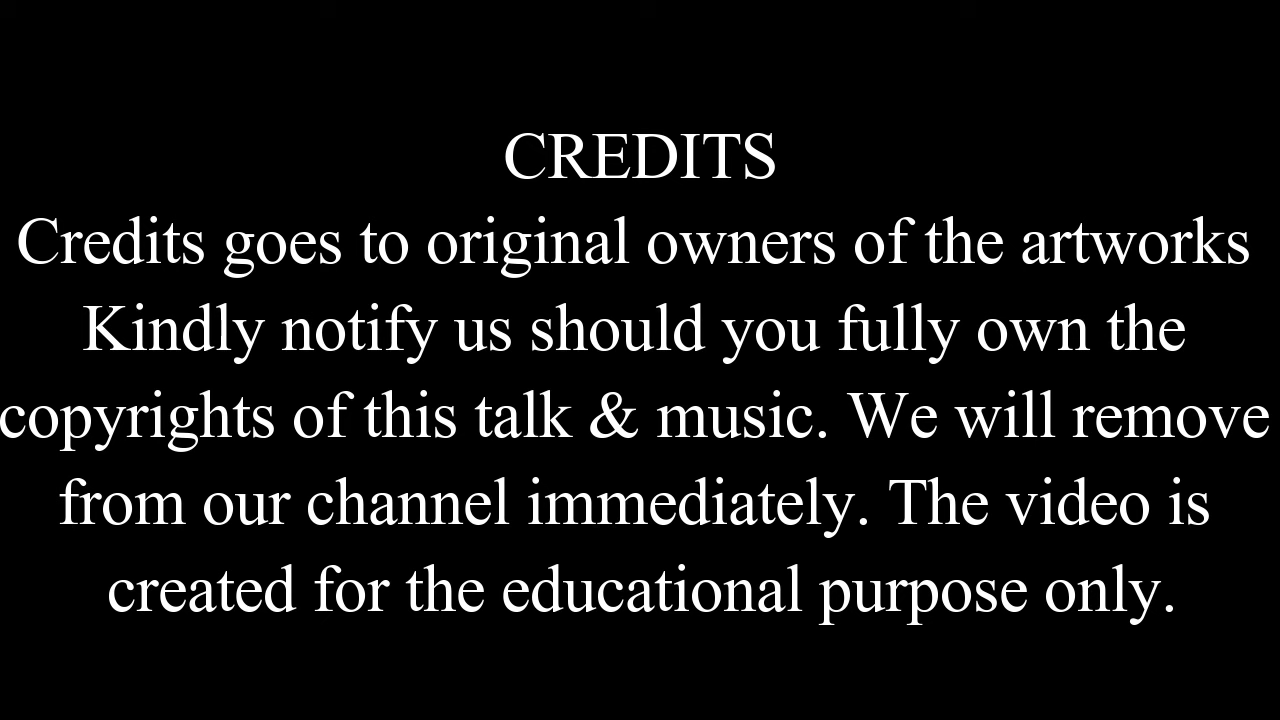 CREDITS
Credits goes to original owners of the artworks
Kindly notify us should you fully own the
copyrights of this talk & music. We will remove
from our channel immediately. The video is
created for the educational purpose only.